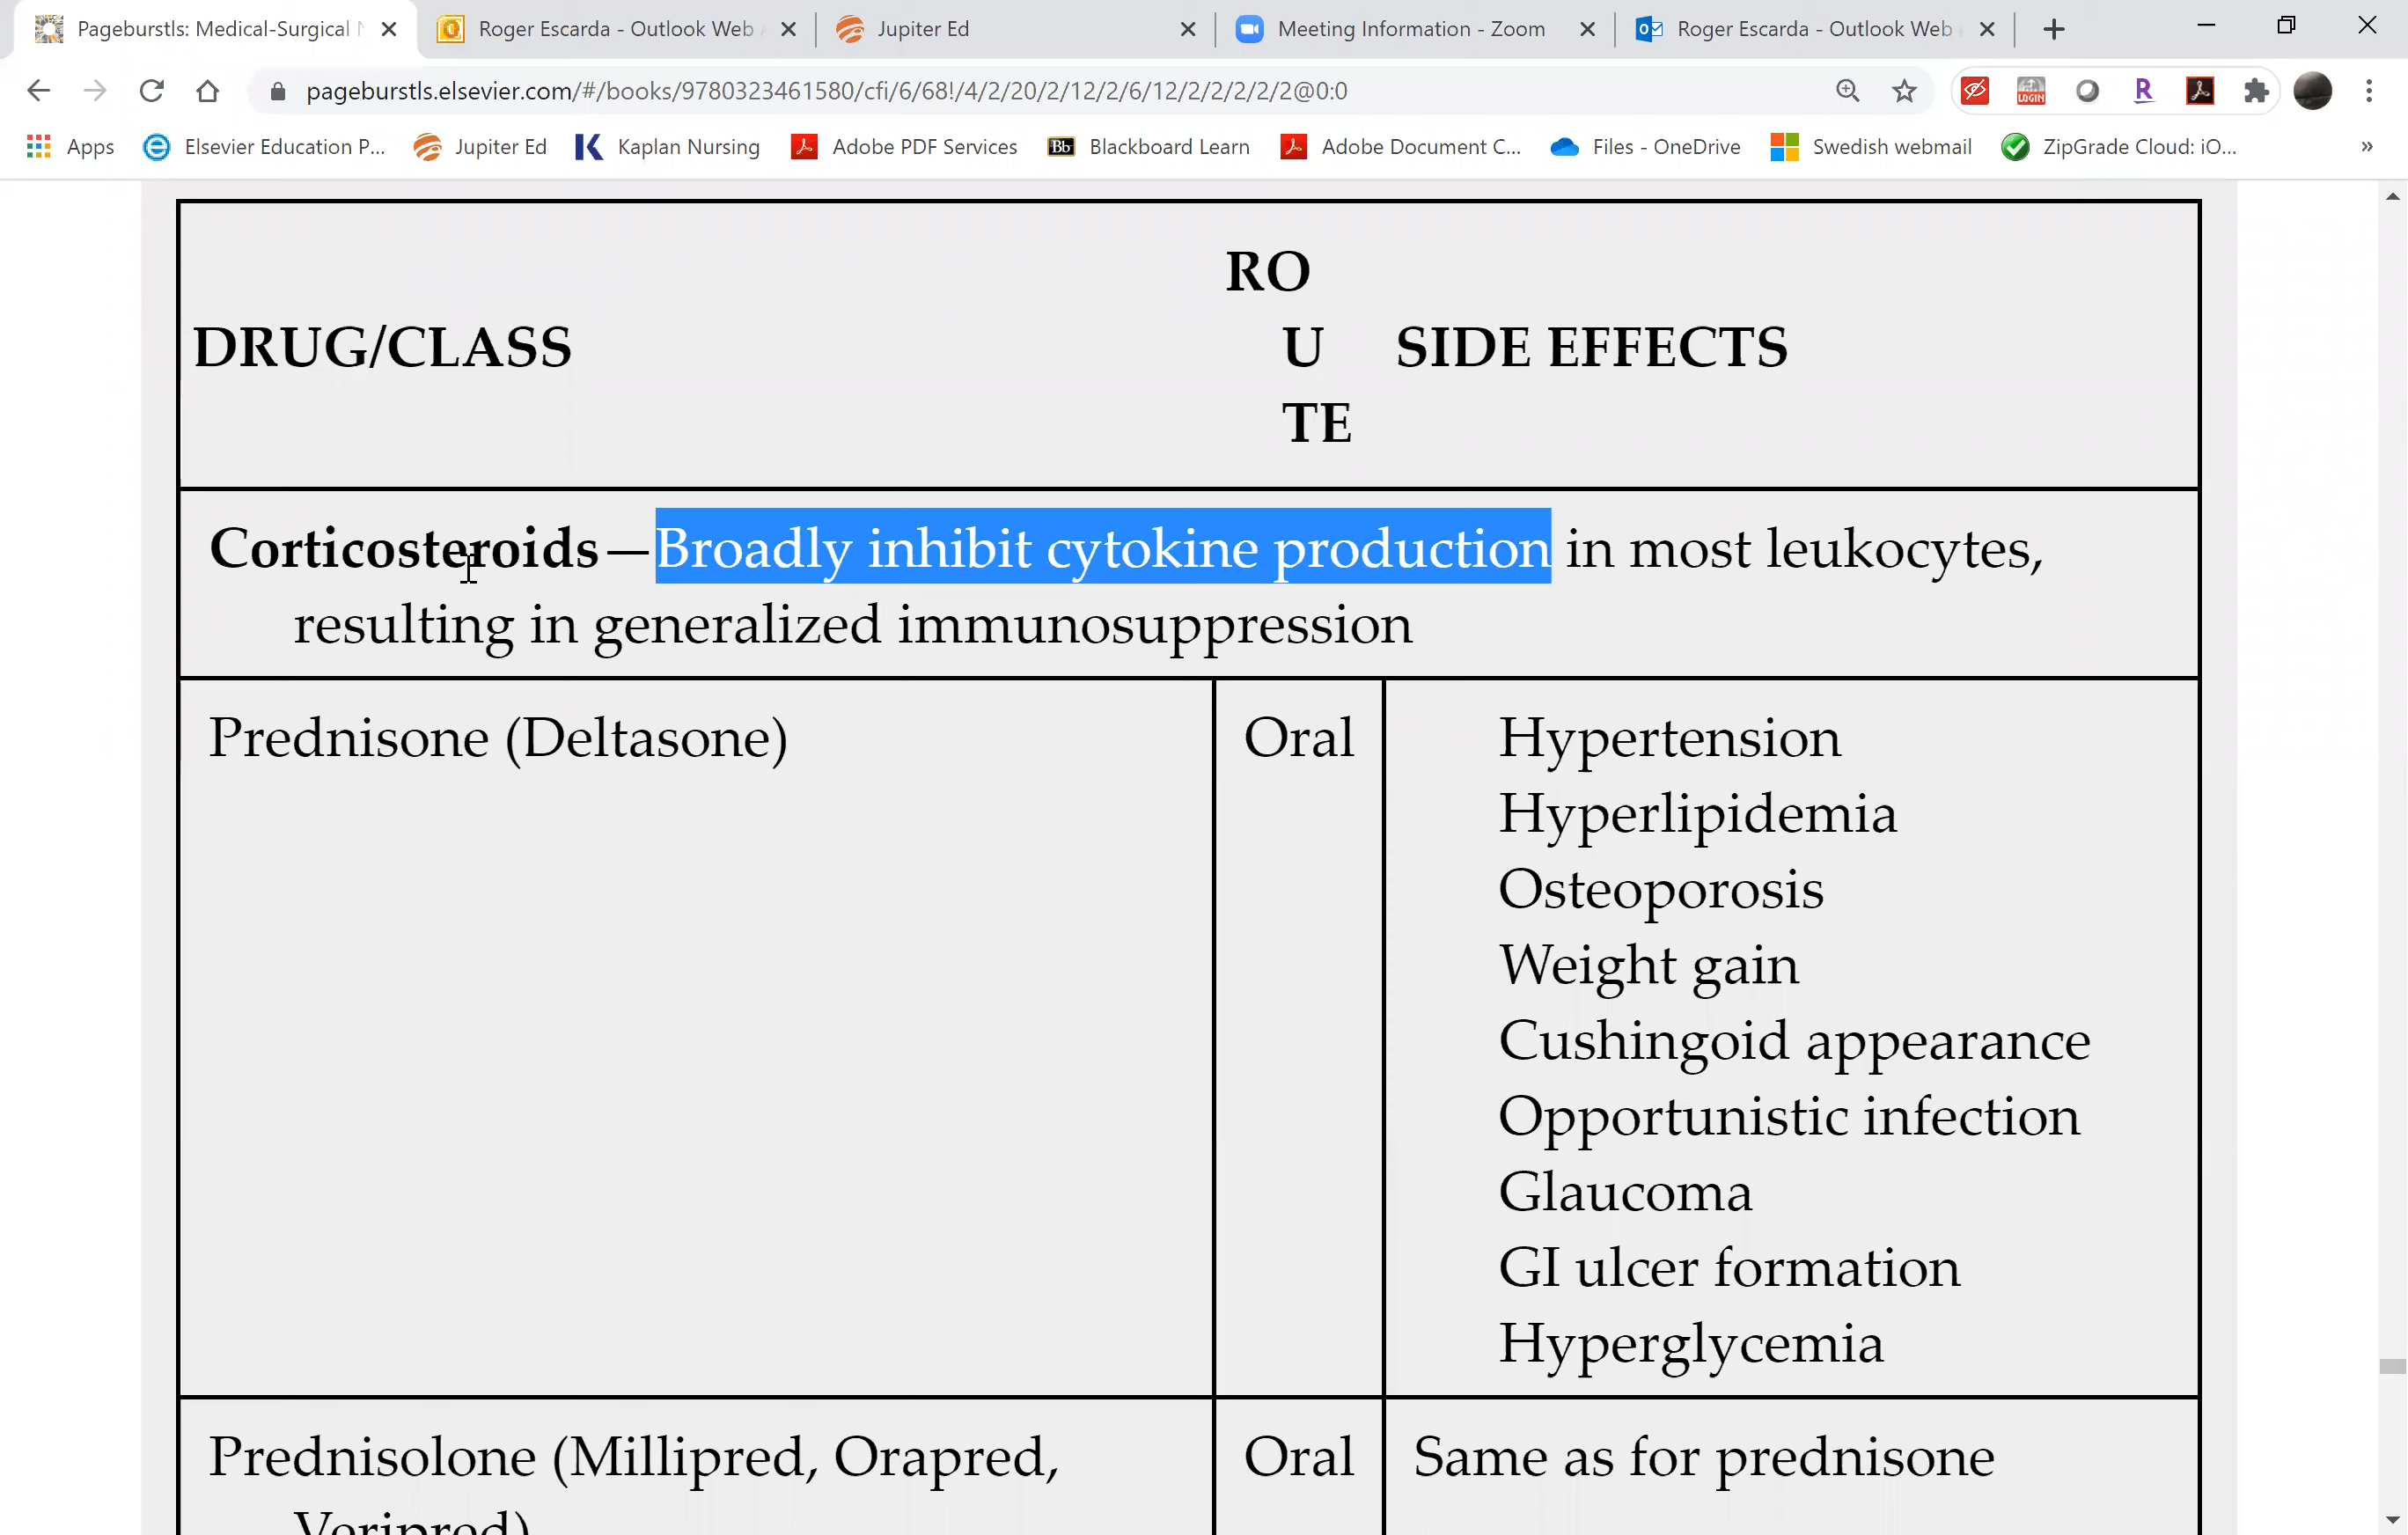 Pageburstls: Medical-Surgical N
Roger Escarda - Outlook Web A
Jupiter Ed
Meeting Information - Zoom
Roger Escarda - Outlook Web
pageburstls.elsevier.com/#/books/9780323461580/cfi/6/68!/4/2/20/2/12/2/6/12/2/2/2/2/2@0:0
LOGIN
R
Apps
Elsevier Education P...
Jupiter Ed
Kaplan Nursing
Adobe PDF Services
Bb
Blackboard Learn
Adobe Document C...
Files - OneDrive
Swedish webmail
ZipGrade Cloud: iO...
»
DRUG/CLASS
RO
U
TE
SIDE EFFECTS
Corticosteroids—Broadly inhibit cytokine production in most leukocytes,
resulting in generalized immunosuppression
Prednisone (Deltasone)
Oral
Hypertension
Hyperlipidemia
Osteoporosis
Weight gain
Cushingoid appearance
Opportunistic infection
Glaucoma
GI ulcer formation
Hyperglycemia
Prednisolone (Millipred, Orapred,
Veripred)
Oral
Same as for prednisone